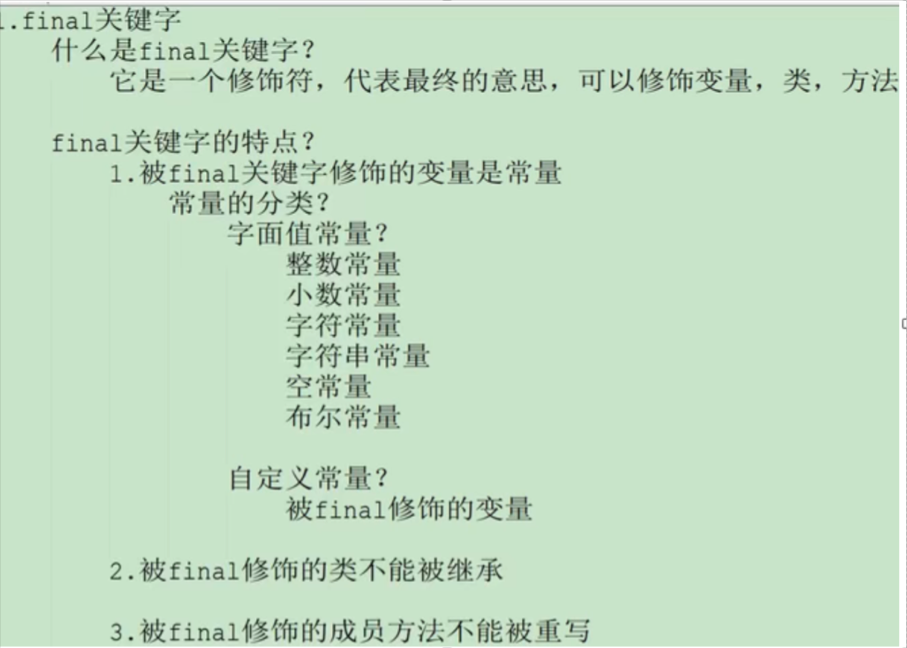 1.final关键字
什么是final关键字?
它是一个修饰符，代表最终的意思，可以修饰变量，类，方法
final关键字的特点?
1.被final关键字修饰的变量是常量
常量的分类?
字面值常量?
整数常量
小数常量
字符常量
字符串常量
空常量
布尔常量
自定义常量?
被final修饰的变量
2.被final修饰的类不能被继承
3.被final修饰的成员方法不能被重写